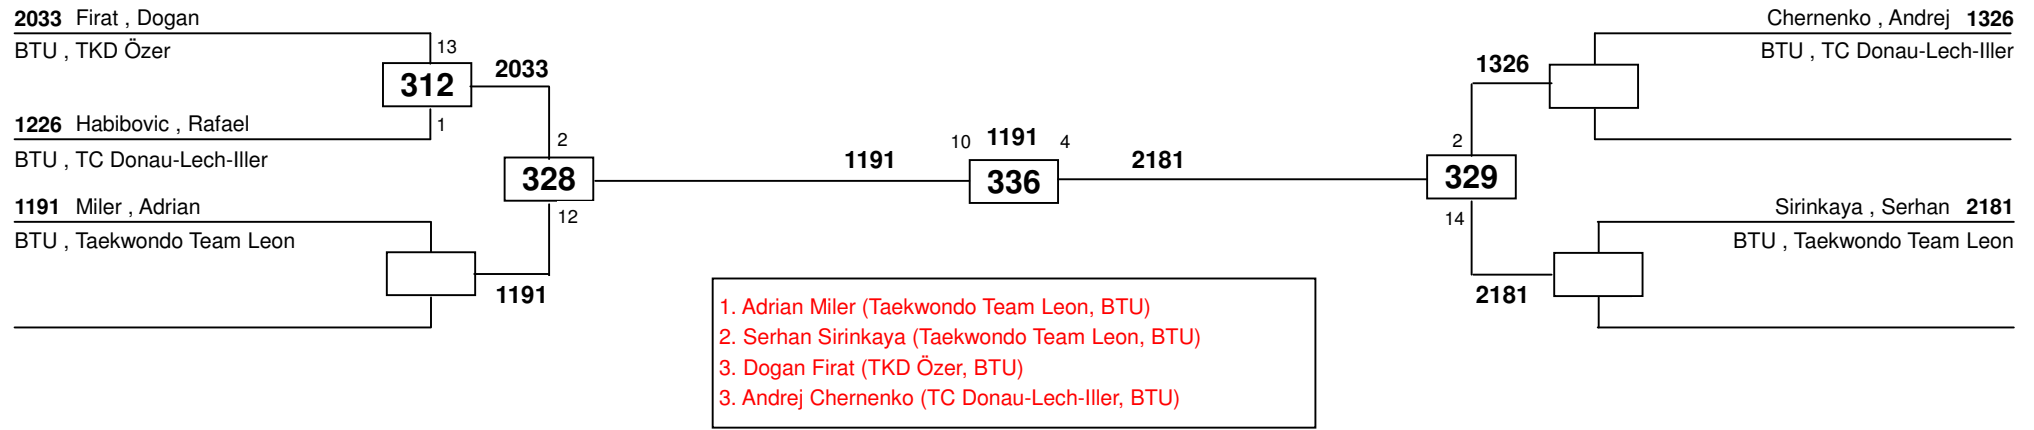 2033 Firat , Dogan
BTU , TKD Özer
13
312
2033
1
1226 Habibovic , Rafael
BTU , TC Donau-Lech-Iller
2
328
12
1191 Miler , Adrian
BTU , Taekwondo Team Leon
1191
1191
10 1191 4
336
2181
Chernenko , Andrej 1326
BTU , TC Donau-Lech-Iller
1326
2
329
14
Sirinkaya , Serhan 2181
BTU , Taekwondo Team Leon
2181
1. Adrian Miler (Taekwondo Team Leon, BTU)
2. Serhan Sirinkaya (Taekwondo Team Leon, BTU)
3. Dogan Firat (TKD Özer, BTU)
3. Andrej Chernenko (TC Donau-Lech-Iller, BTU)